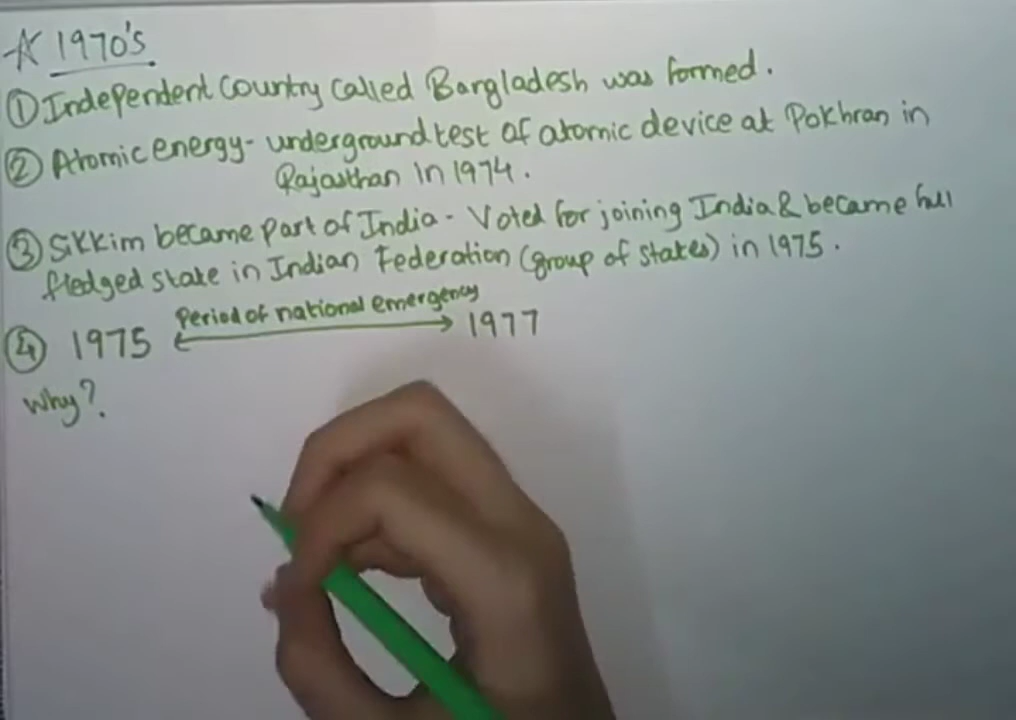 ☆ 1970's
① Independent Country Called Bangladesh was formed.
② Atomic energy- underground test of atomic device at Pokhran in
Rajasthan in 1974.
③ Sikkim became part of India - Voted for joining India & became full
fledged state in Indian Federation (group of states) in 1975.
Period of national emergency
④ 1975 ↔ 1977
Why?